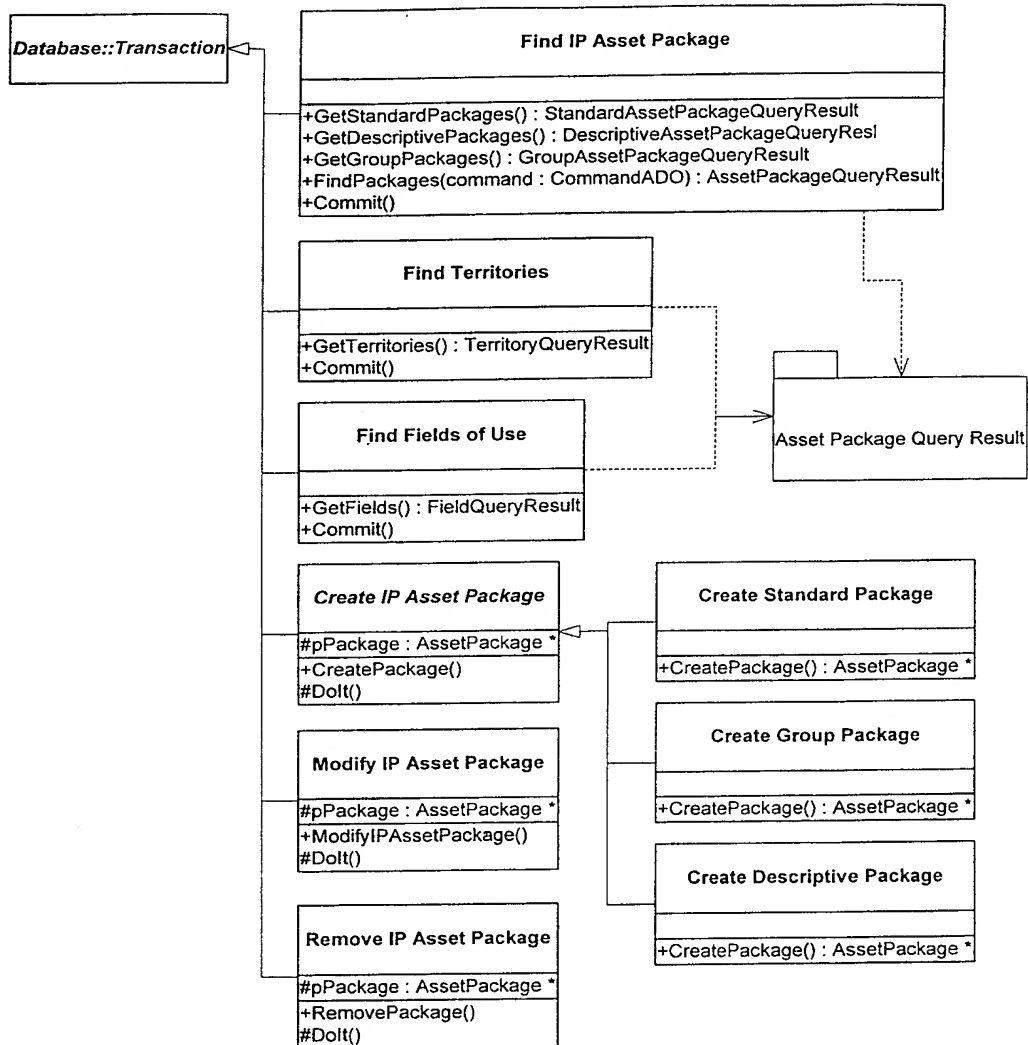 Database::Transaction
Find IP Asset Package
+GetStandardPackages() : StandardAssetPackageQueryResult
+GetDescriptivePackages() : DescriptiveAssetPackageQueryResl
+GetGroupPackages() : GroupAssetPackageQueryResult
+FindPackages(command : CommandADO) : AssetPackageQueryResult
+Commit()
Find Territories
+GetTerritories() : TerritoryQueryResult
+Commit()
Asset Package Query Result
Find Fields of Use
+GetFields() : FieldQueryResult
+Commit()
Create IP Asset Package
#pPackage : AssetPackage *
+CreatePackage()
#DoIt()
Create Standard Package
+CreatePackage() : AssetPackage *
Create Group Package
+CreatePackage() : AssetPackage *
Modify IP Asset Package
#pPackage : AssetPackage *
+ModifyIPAssetPackage()
#DoIt()
Create Descriptive Package
+CreatePackage() : AssetPackage *
Remove IP Asset Package
#pPackage : AssetPackage *
+RemovePackage()
#DoIt()